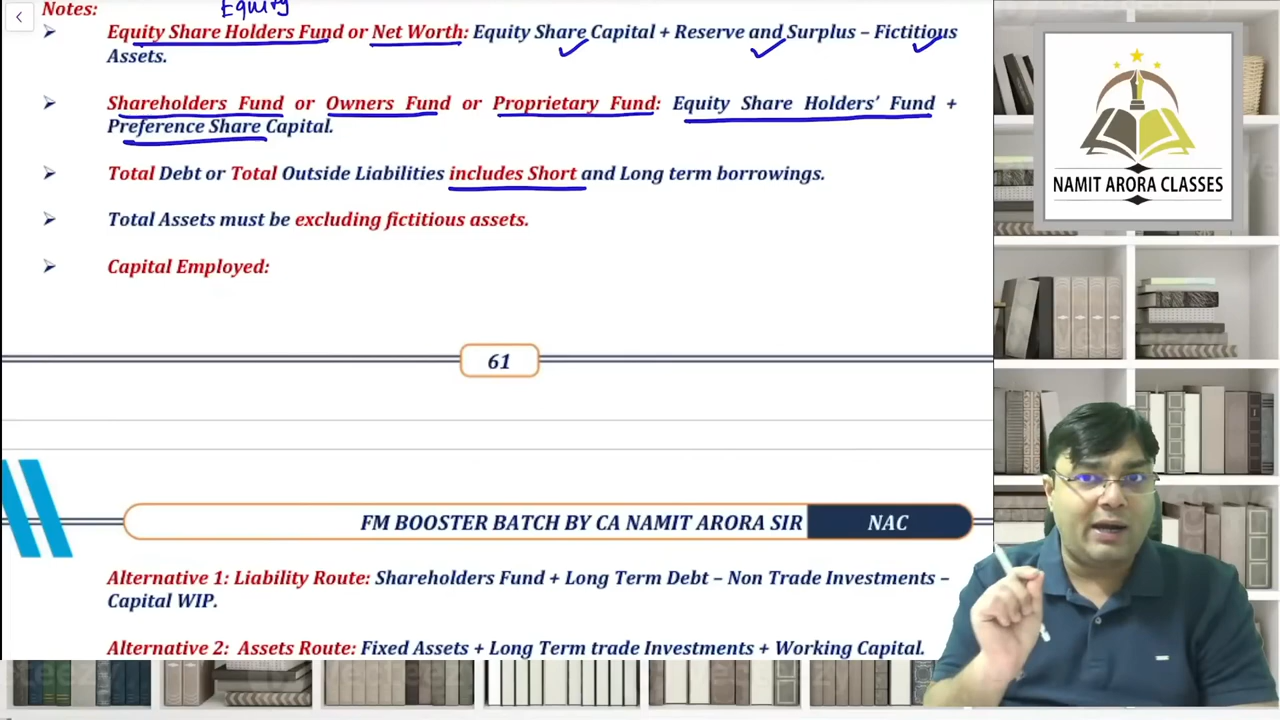 Notes:
Equity
Equity Share Holders Fund or Net Worth: Equity Share Capital + Reserve and Surplus – Fictitious
Assets.
Shareholders Fund or Owners Fund or Proprietary Fund: Equity Share Holders' Fund +
Preference Share Capital.
Total Debt or Total Outside Liabilities includes Short and Long term borrowings.
Total Assets must be excluding fictitious assets.
Capital Employed:
61
FM BOOSTER BATCH BY CA NAMIT ARORA SIR NAC
Alternative 1: Liability Route: Shareholders Fund + Long Term Debt – Non Trade Investments –
Capital WIP.
Alternative 2: Assets Route: Fixed Assets + Long Term trade Investments + Working Capital.
NAMIT ARORA CLASSES